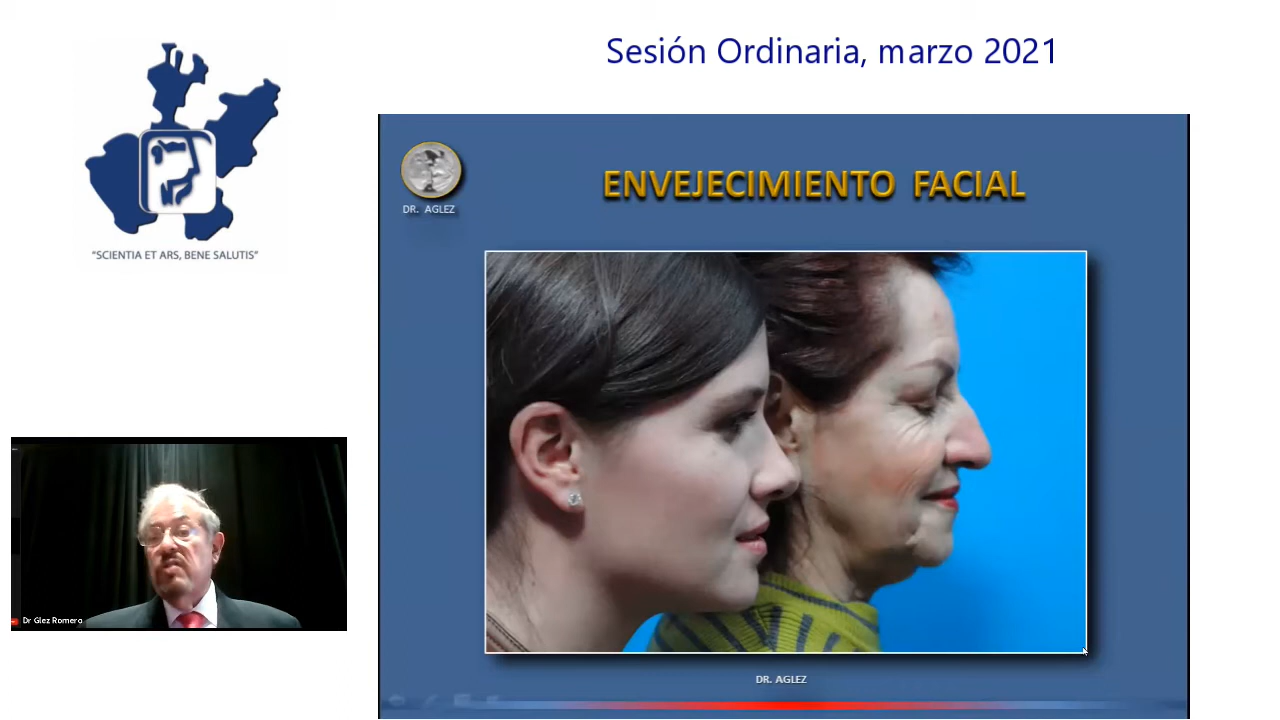 Sesión Ordinaria, marzo 2021
"SCIENTIA ET ARS, BENE SALUTIS"
DR. AGLEZ
ENVEJECIMIENTO FACIAL
Dr Glez Romero
DR. AGLEZ